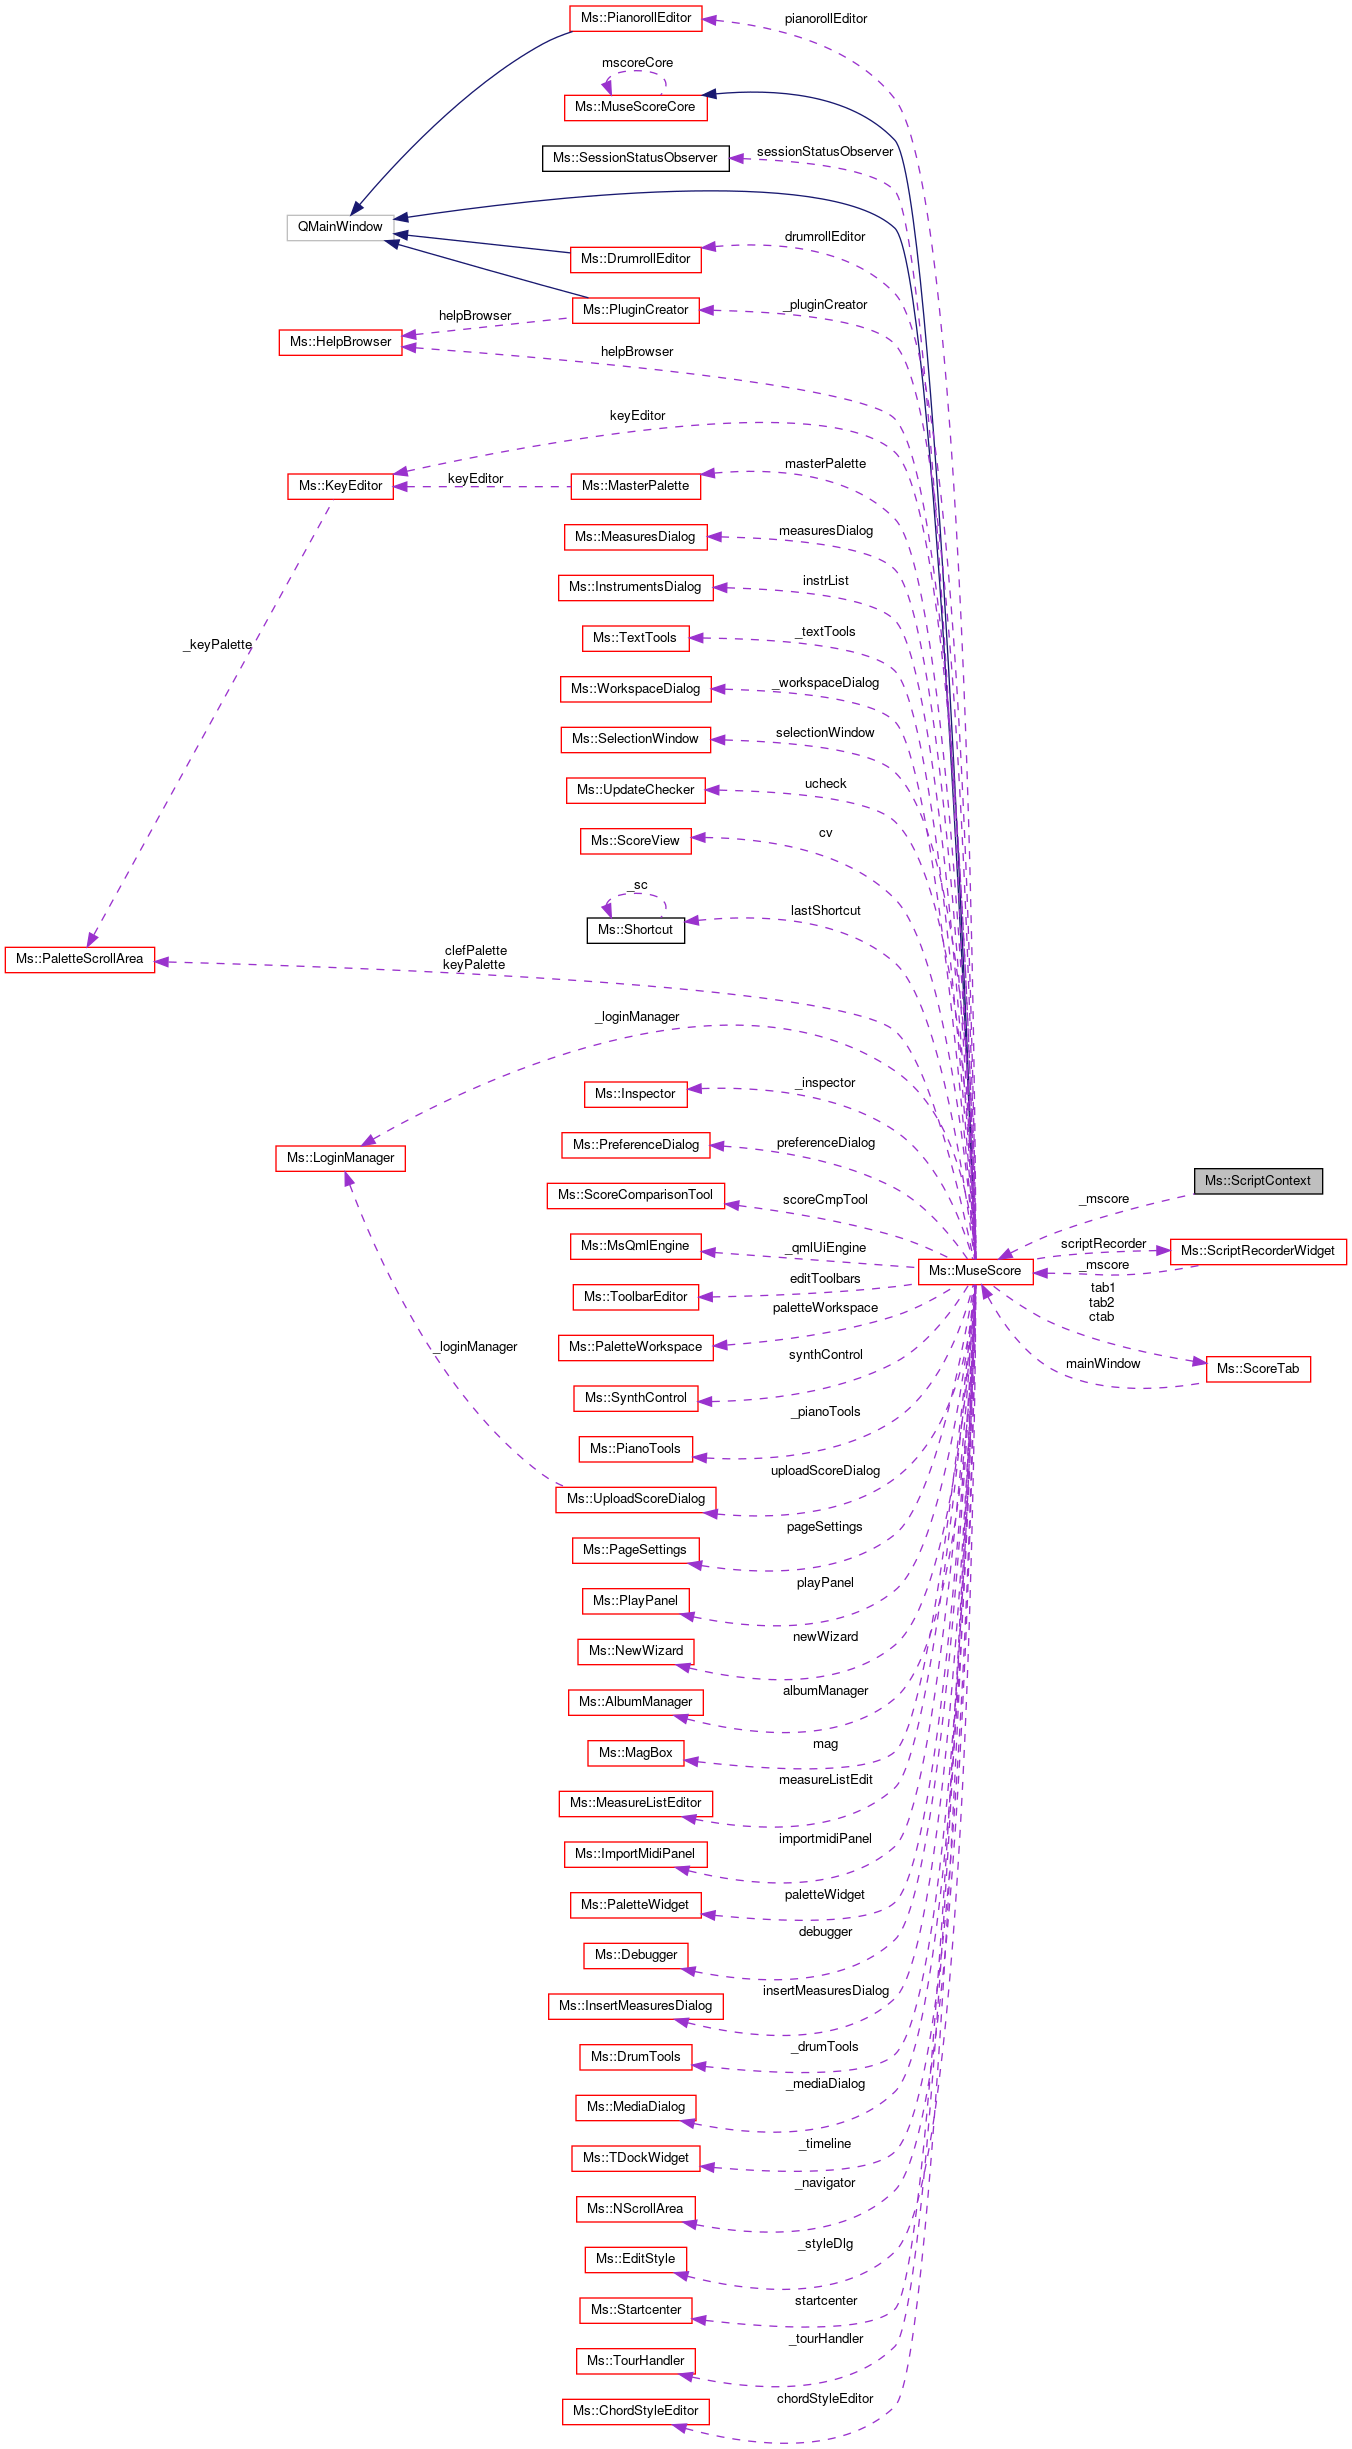 Ms::PianorollEditor
pianorollEditor
mscoreCore
Ms::MuseScoreCore
Ms::SessionStatusObserver
sessionStatusObserver
QMainWindow
Ms::DrumrollEditor
drumrollEditor
Ms::PluginCreator
_pluginCreator
helpBrowser
Ms::HelpBrowser
helpBrowser
keyEditor
Ms::KeyEditor
keyEditor
Ms::MasterPalette
masterPalette
Ms::MeasuresDialog
measuresDialog
Ms::InstrumentsDialog
instrList
Ms::TextTools
_textTools
_keyPalette
Ms::WorkspaceDialog
_workspaceDialog
Ms::SelectionWindow
selectionWindow
Ms::UpdateChecker
ucheck
Ms::ScoreView
cv
_sc
Ms::Shortcut
lastShortcut
Ms::PaletteScrollArea
clefPalette
keyPalette
_loginManager
Ms::Inspector
_inspector
Ms::LoginManager
Ms::PreferenceDialog
preferenceDialog
Ms::ScriptContext
Ms::ScoreComparisonTool
scoreCmpTool
_mscore
Ms::MsQmlEngine
_qmlUiEngine
Ms::MuseScore
scriptRecorder
_mscore
Ms::ScriptRecorderWidget
Ms::ToolbarEditor
editToolbars
tab1
tab2
ctab
Ms::PaletteWorkspace
paletteWorkspace
_loginManager
mainWindow
Ms::ScoreTab
Ms::SynthControl
synthControl
Ms::PianoTools
_pianoTools
Ms::UploadScoreDialog
uploadScoreDialog
Ms::PageSettings
pageSettings
Ms::PlayPanel
playPanel
Ms::NewWizard
newWizard
Ms::AlbumManager
albumManager
Ms::MagBox
mag
Ms::MeasureListEditor
measureListEdit
Ms::ImportMidiPanel
importmidiPanel
Ms::PaletteWidget
paletteWidget
Ms::Debugger
debugger
Ms::InsertMeasuresDialog
insertMeasuresDialog
Ms::DrumTools
_drumTools
Ms::MediaDialog
_mediaDialog
Ms::TDockWidget
_timeline
Ms::NScrollArea
_navigator
Ms::EditStyle
_styleDlg
Ms::Startcenter
startcenter
Ms::TourHandler
_tourHandler
Ms::ChordStyleEditor
chordStyleEditor